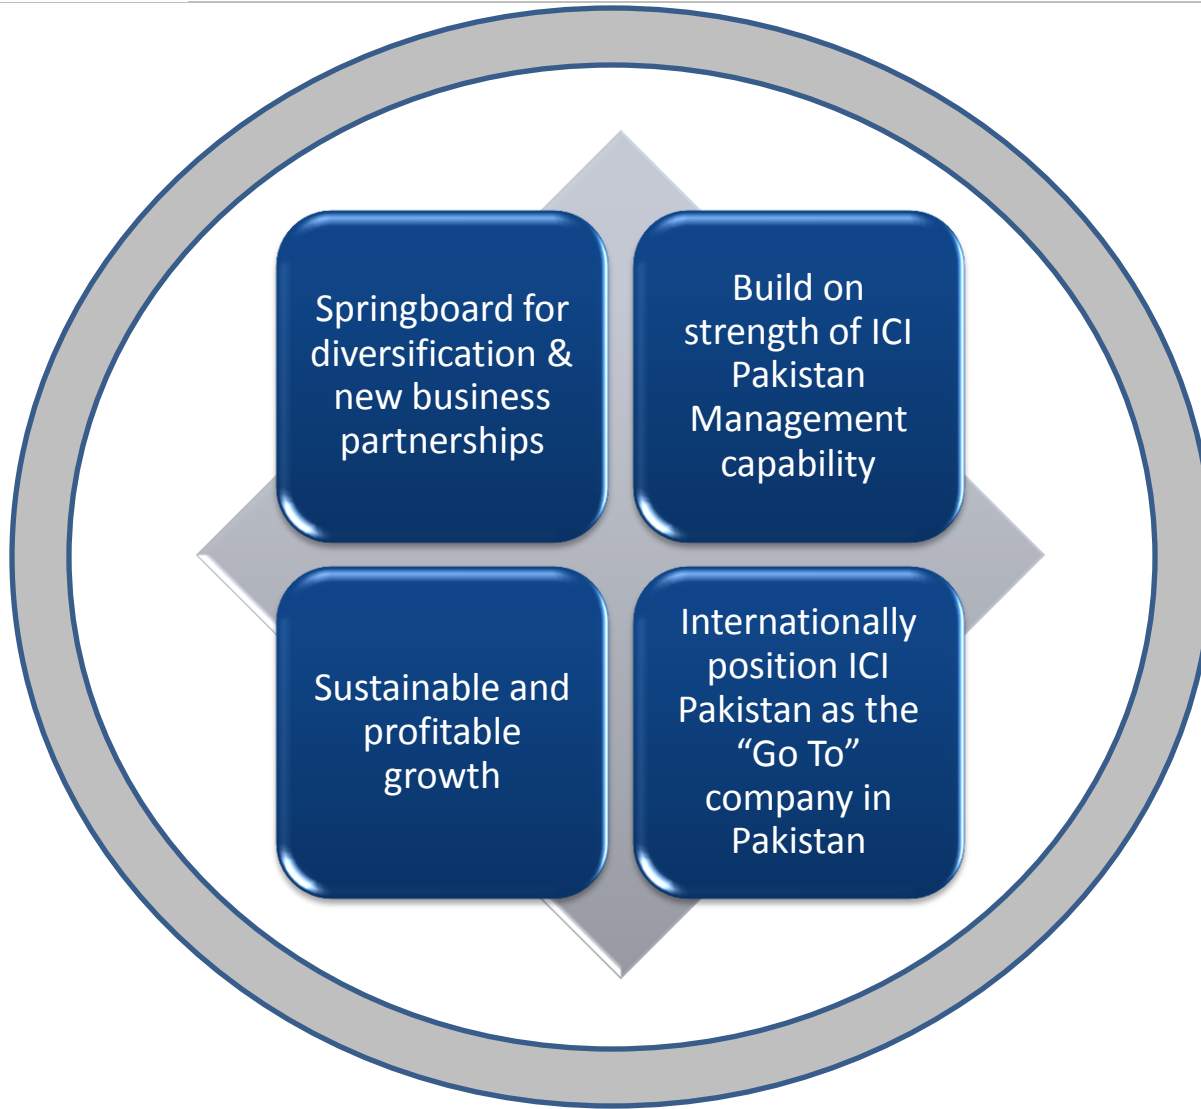 Springboard for
diversification &
new business
partnerships
Build on
strength of ICI
Pakistan
Management
capability
Sustainable and
profitable
growth
Internationally
position ICI
Pakistan as the
“Go To”
company in
Pakistan